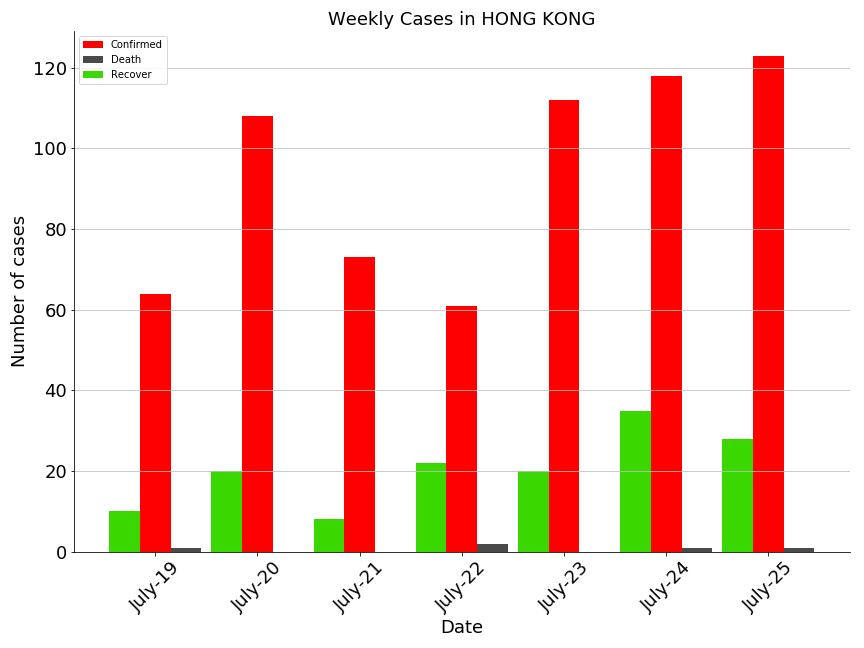 Weekly Cases in HONG KONG
Confirmed
Death
Recover
Number of cases
120
100
80
60
40
20
0
July-19
July-20
July-21
July-22
July-23
July-24
July-25
Date